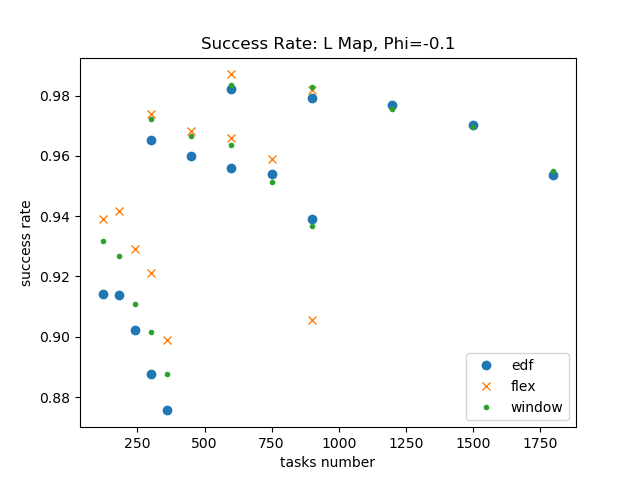 Success Rate: L Map, Phi=-0.1
success rate
0.98
0.96
0.94
0.92
0.90
0.88
edf
flex
window
250
500
750
1000
1250
1500
1750
tasks number